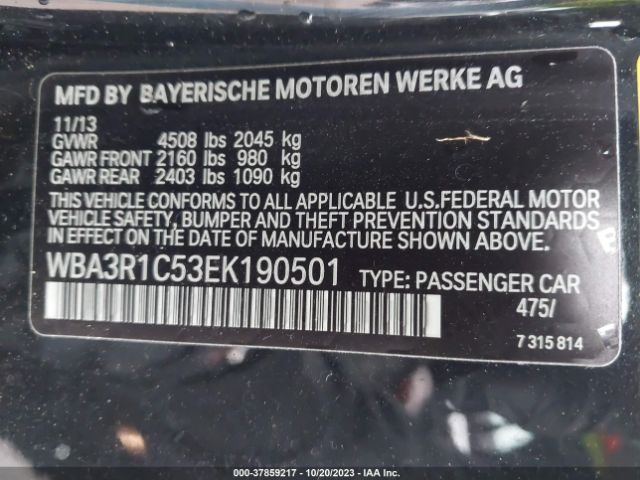 MFD BY BAYERISCHE MOTOREN WERKE AG
11/13
GVWR 4508 lbs 2045 kg
GAWR FRONT 2160 lbs 980 kg
GAWR REAR 2403 lbs 1090 kg
THIS VEHICLE CONFORMS TO ALL APPLICABLE U.S.FEDERAL MOTOR
VEHICLE SAFETY, BUMPER AND THEFT PREVENTION STANDARDS
IN EFFECT ON THE DATE OF MANUFACTURE SHOWN ABOVE.
WBA3R1C53EK190501 TYPE: PASSENGER CAR
475/
7 315 814
000-37859217 - 10/20/2023 - IAA Inc.